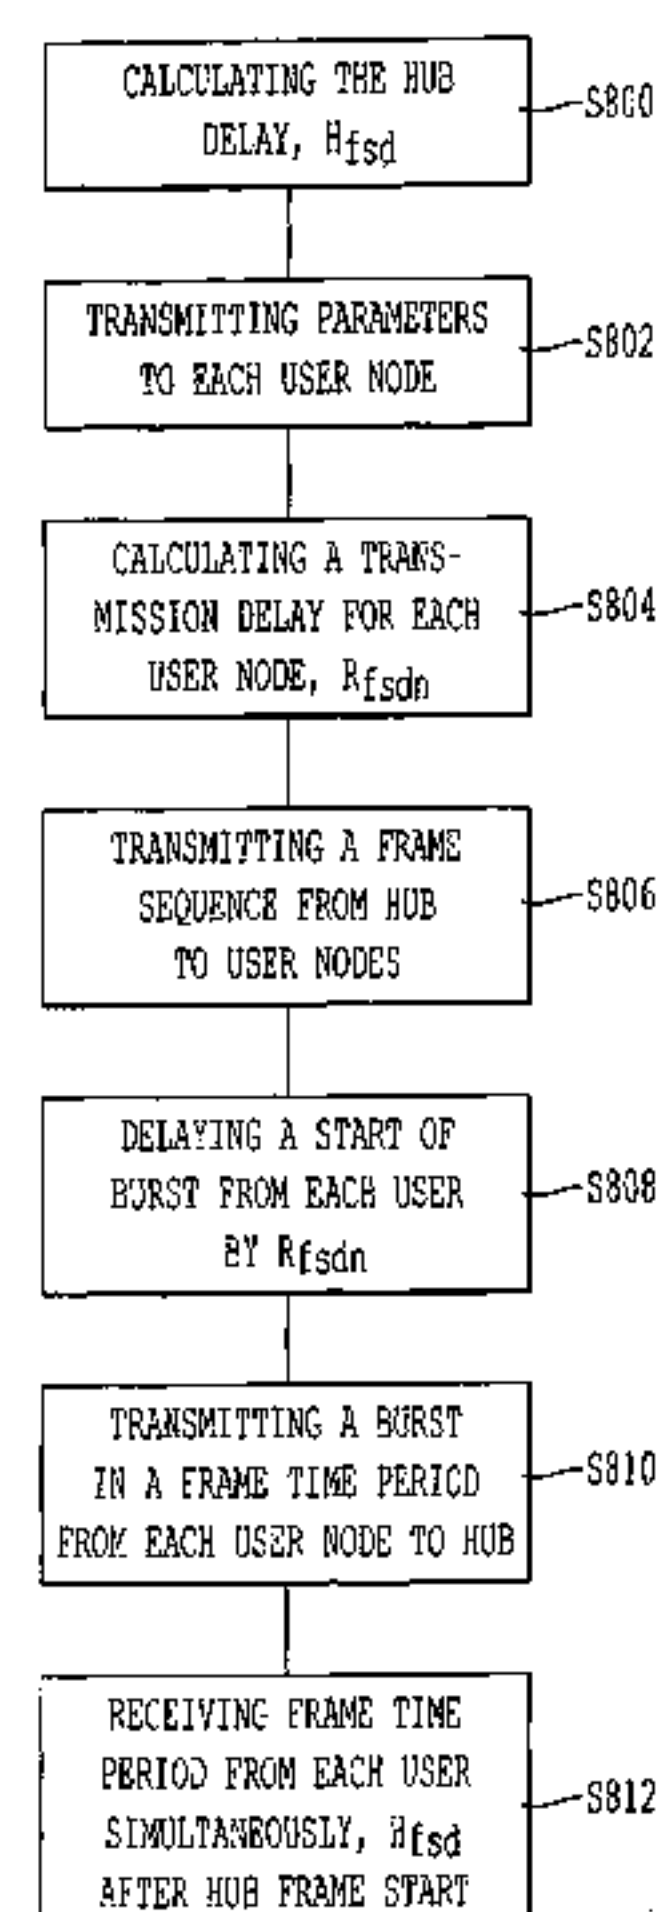 CALCULATING THE HUB
DELAY, Hfsd
S800
TRANSMITTING PARAMETERS
TO EACH USER NODE
S802
CALCULATING A TRANS-
MISSION DELAY FOR EACH
USER NODE, Rfsdn
S804
TRANSMITTING A FRAME
SEQUENCE FROM HUB
TO USER NODES
S806
DELAYING A START OF
BURST FROM EACH USER
BY Rfsdn
S808
TRANSMITTING A BURST
IN A FRAME TIME PERIOD
FROM EACH USER NODE TO HUB
S810
RECEIVING FRAME TIME
PERIOD FROM EACH USER
SIMULTANEOUSLY, Hfsd
AFTER HUB FRAME START
S812